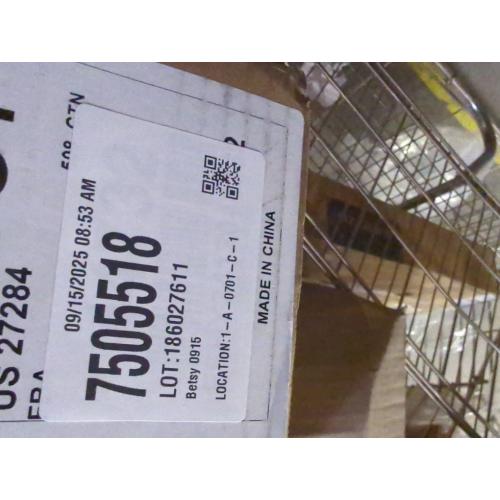 09/15/2025 08:53 AM
7505518
LOT:186027611
Betsy 0915
LOCATION:1-A-0701-C-1
MADE IN CHINA
US 27284